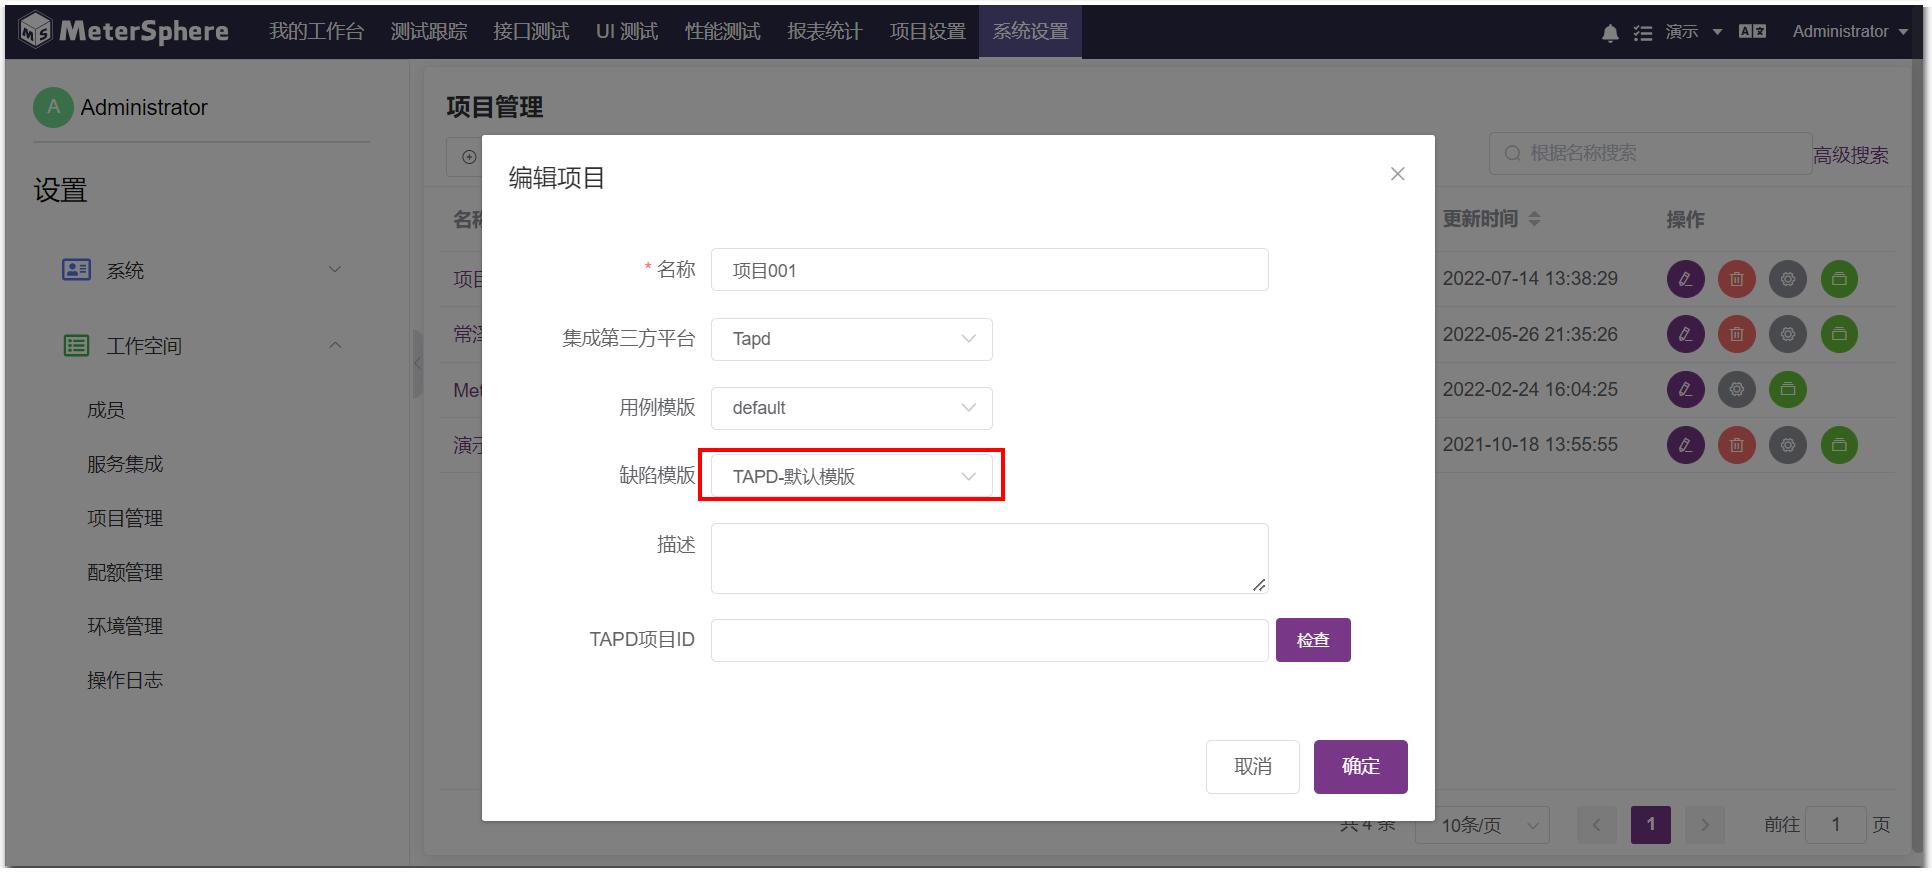 MeterSphere 我的工作台 测试跟踪 接口测试 UI 测试 性能测试 报表统计 项目设置 系统设置 演示 Administrator
A Administrator
设置
系统
工作空间
成员
服务集成
项目管理
配额管理
环境管理
操作日志
项目管理
根据名称搜索 高级搜索
名称 更新时间 操作
项目 2022-07-14 13:38:29
2022-05-26 21:35:26
Met 2022-02-24 16:04:25
演示 2021-10-18 13:55:55
编辑项目
* 名称 项目001
集成第三方平台 Tapd
用例模版 default
缺陷模版 TAPD-默认模版
描述
TAPD项目ID 检查
取消 确定
共 4 条 10条/页 1 前往 1 页